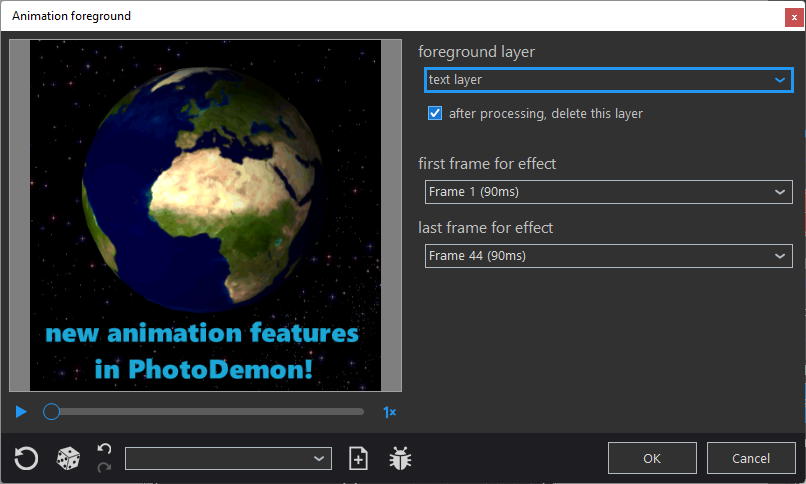 Animation foreground
x
foreground layer
text layer
after processing, delete this layer
first frame for effect
Frame 1 (90ms)
last frame for effect
Frame 44 (90ms)
new animation features
in PhotoDemon!
1×
OK
Cancel